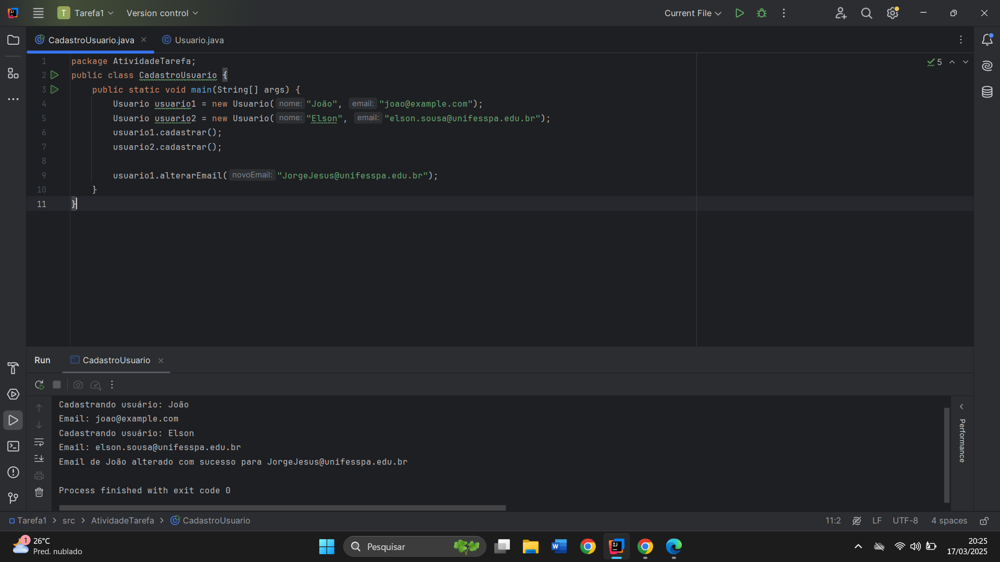 T Tarefa1 Version control Current File
CadastroUsuario.java Usuario.java
1 package AtividadeTarefa;
2 public class CadastroUsuario {
3 public static void main(String[] args) {
4 Usuario usuario1 = new Usuario( nome: "João", email: "joao@example.com");
5 Usuario usuario2 = new Usuario( nome: "Elson", email: "elson.sousa@unifesspa.edu.br");
6 usuario1.cadastrar();
7 usuario2.cadastrar();
8
9 usuario1.alterarEmail( novoEmail: "JorgeJesus@unifesspa.edu.br");
10 }
11 }
5
Run CadastroUsuario
Cadastrando usuário: João
Email: joao@example.com
Cadastrando usuário: Elson
Email: elson.sousa@unifesspa.edu.br
Email de João alterado com sucesso para JorgeJesus@unifesspa.edu.br
Process finished with exit code 0
Performance
Tarefa1 > src > AtividadeTarefa > CadastroUsuario
11:2 LF UTF-8 4 spaces
1 26°C
Pred. nublado
Pesquisar
20:25
17/03/2025